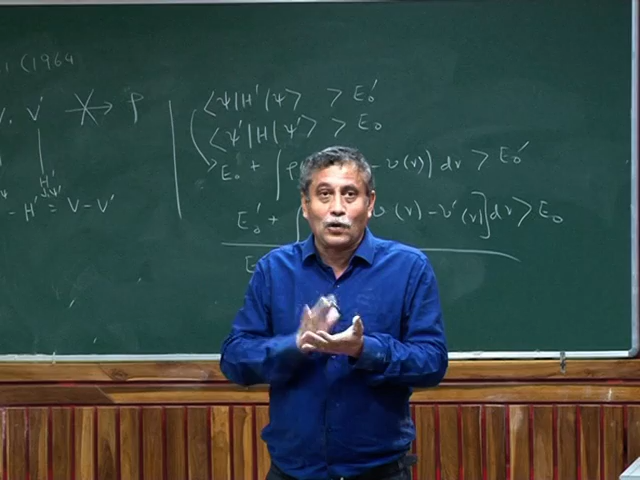 (1964
V, V' ⇸ ρ
H'
- H' = V - V'
<Ψ|H'|Ψ> > E₀'
<Ψ'|H|Ψ'> > E₀
E₀ + ∫ρ - v(r)) dr > E₀'
E₀' + ∫ v(r) - v'(r)] dr > E₀
E